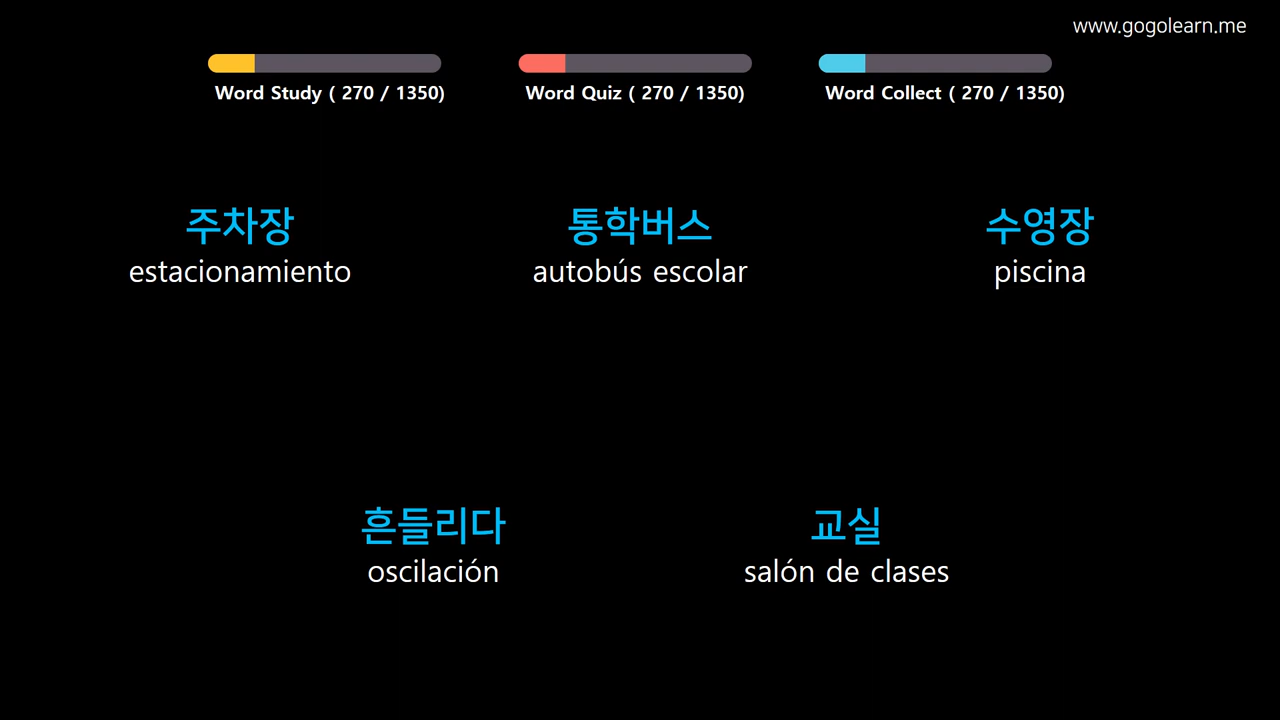 www.gogolearn.me
Word Study ( 270 / 1350)
Word Quiz ( 270 / 1350)
Word Collect ( 270 / 1350)
주차장
estacionamiento
통학버스
autobús escolar
수영장
piscina
흔들리다
oscilación
교실
salón de clases